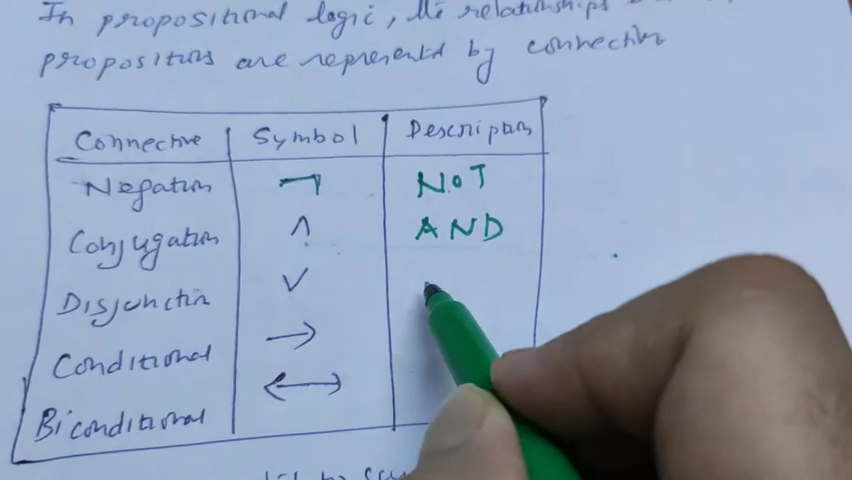 In propositional logic, the relationships
propositions are represented by connective
Connective Symbol Description
Negation ¬ NOT
Conjugation ∧ AND
Disjunction ∨
Conditional →
Biconditional ↔